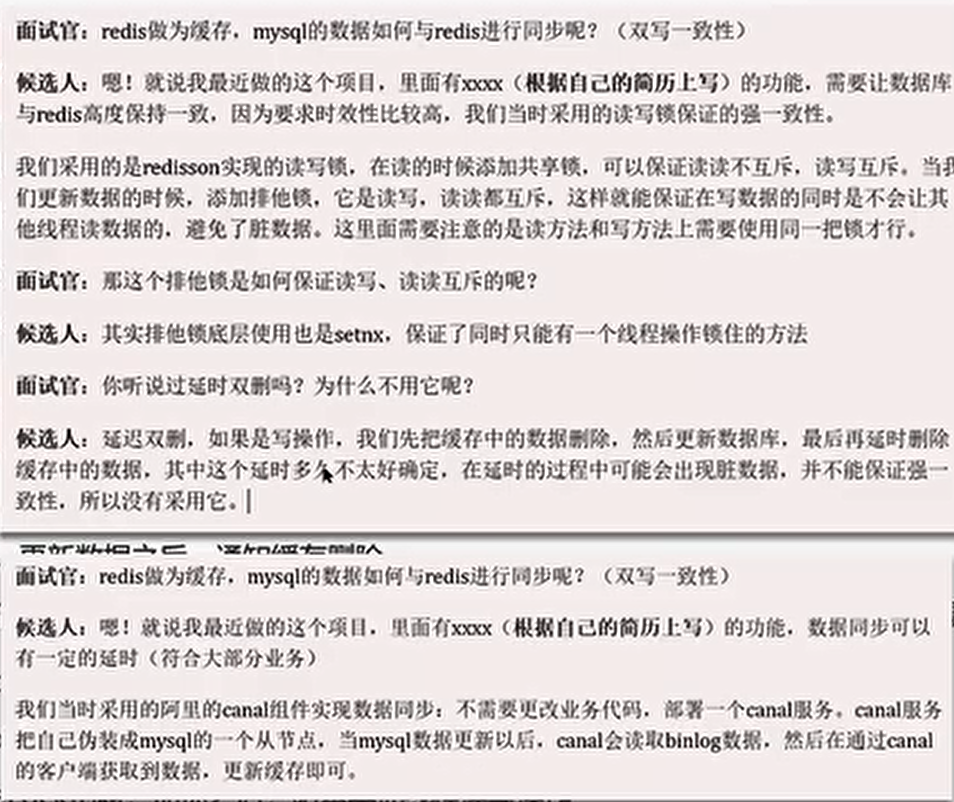 面试官：redis做为缓存，mysql的数据如何与redis进行同步呢？（双写一致性）
候选人：嗯！就说我最近做的这个项目，里面有xxxx（根据自己的简历上写）的功能，需要让数据库
与redis高度保持一致，因为要求时效性比较高，我们当时采用的读写锁保证的强一致性。
我们采用的是redisson实现的读写锁，在读的时候添加共享锁，可以保证读读不互斥，读写互斥。当我
们更新数据的时候，添加排他锁，它是读写，读读都互斥，这样就能保证在写数据的同时是不会让其
他线程读数据的，避免了脏数据。这里面需要注意的是读方法和写方法上需要使用同一把锁才行。
面试官：那这个排他锁是如何保证读写、读读互斥的呢？
候选人：其实排他锁底层使用也是setnx，保证了同时只能有一个线程操作锁住的方法
面试官：你听说过延时双删吗？为什么不用它呢？
候选人：延迟双删，如果是写操作，我们先把缓存中的数据删除，然后更新数据库，最后再延时删除
缓存中的数据，其中这个延时多久不太好确定，在延时的过程中可能会出现脏数据，并不能保证强一
致性，所以没有采用它。
更新数据之后，通知缓存删除
面试官：redis做为缓存，mysql的数据如何与redis进行同步呢？（双写一致性）
候选人：嗯！就说我最近做的这个项目，里面有xxxx（根据自己的简历上写）的功能，数据同步可以
有一定的延时（符合大部分业务）
我们当时采用的阿里的canal组件实现数据同步：不需要更改业务代码，部署一个canal服务。canal服务
把自己伪装成mysql的一个从节点，当mysql数据更新以后，canal会读取binlog数据，然后在通过canal
的客户端获取到数据，更新缓存即可。